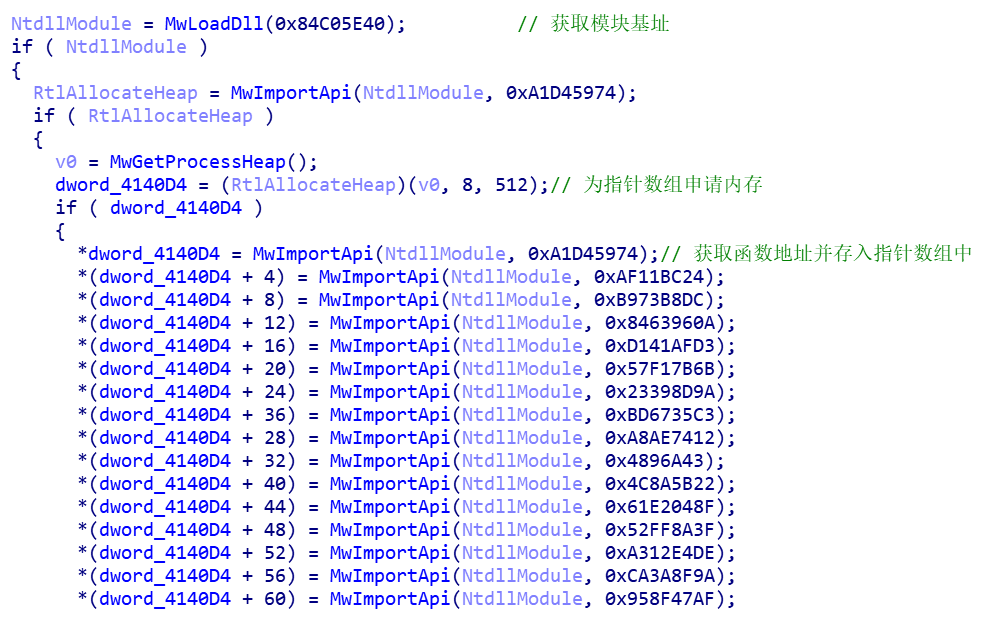 NtdllModule = MwLoadDll(0x84C05E40);          // 获取模块基址
if ( NtdllModule )
{
  RtlAllocateHeap = MwImportApi(NtdllModule, 0xA1D45974);
  if ( RtlAllocateHeap )
  {
    v0 = MwGetProcessHeap();
    dword_4140D4 = (RtlAllocateHeap)(v0, 8, 512);// 为指针数组申请内存
    if ( dword_4140D4 )
    {
      *dword_4140D4 = MwImportApi(NtdllModule, 0xA1D45974);// 获取函数地址并存入指针数组中
      *(dword_4140D4 + 4) = MwImportApi(NtdllModule, 0xAF11BC24);
      *(dword_4140D4 + 8) = MwImportApi(NtdllModule, 0xB973B8DC);
      *(dword_4140D4 + 12) = MwImportApi(NtdllModule, 0x8463960A);
      *(dword_4140D4 + 16) = MwImportApi(NtdllModule, 0xD141AFD3);
      *(dword_4140D4 + 20) = MwImportApi(NtdllModule, 0x57F17B6B);
      *(dword_4140D4 + 24) = MwImportApi(NtdllModule, 0x23398D9A);
      *(dword_4140D4 + 36) = MwImportApi(NtdllModule, 0xBD6735C3);
      *(dword_4140D4 + 28) = MwImportApi(NtdllModule, 0xA8AE7412);
      *(dword_4140D4 + 32) = MwImportApi(NtdllModule, 0x4896A43);
      *(dword_4140D4 + 40) = MwImportApi(NtdllModule, 0x4C8A5B22);
      *(dword_4140D4 + 44) = MwImportApi(NtdllModule, 0x61E2048F);
      *(dword_4140D4 + 48) = MwImportApi(NtdllModule, 0x52FF8A3F);
      *(dword_4140D4 + 52) = MwImportApi(NtdllModule, 0xA312E4DE);
      *(dword_4140D4 + 56) = MwImportApi(NtdllModule, 0xCA3A8F9A);
      *(dword_4140D4 + 60) = MwImportApi(NtdllModule, 0x958F47AF);